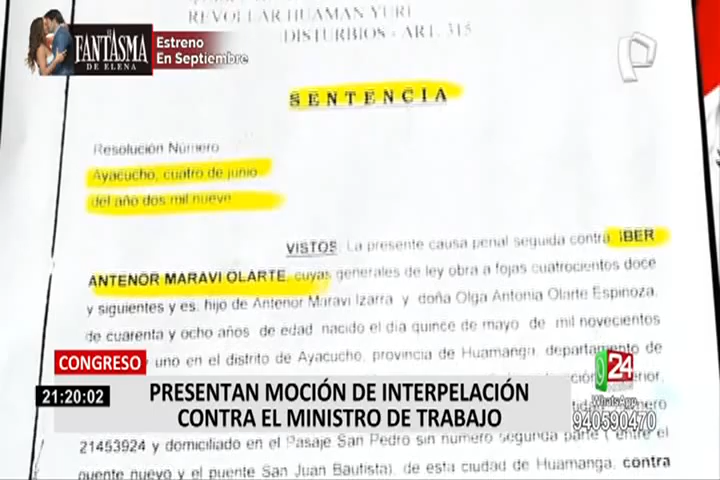 REVOLLAR HUAMAN YURI
DISTURBIOS - ART. 315
EL
FANTASMA
DE ELENA
Estreno
En Septiembre
SENTENCIA
Resolución Número
Ayacucho, cuatro de junio
del año dos mil nueve
VISTOS: La presente causa penal seguida contra IBER
ANTENOR MARAVI OLARTE, cuyas generales de ley obra a fojas cuatrocientos doce
y siguientes y es, hijo de Antenor Maravi Izarra y doña Olga Antonia Olarte Espinoza,
de cuarenta y ocho años de edad nacido el día quince de mayo de mil novecientos
uno en el distrito de Ayacucho, provincia de Huamanga, departamento de
CONGRESO
21:20:02
PRESENTAN MOCIÓN DE INTERPELACIÓN
CONTRA EL MINISTRO DE TRABAJO
24
WhatsApp
940590470
21453924 y domiciliado en el Pasaje San Pedro sin número segunda parte ( entre el
puente nuevo y el puente San Juan Bautista), de esta ciudad de Huamanga, contra